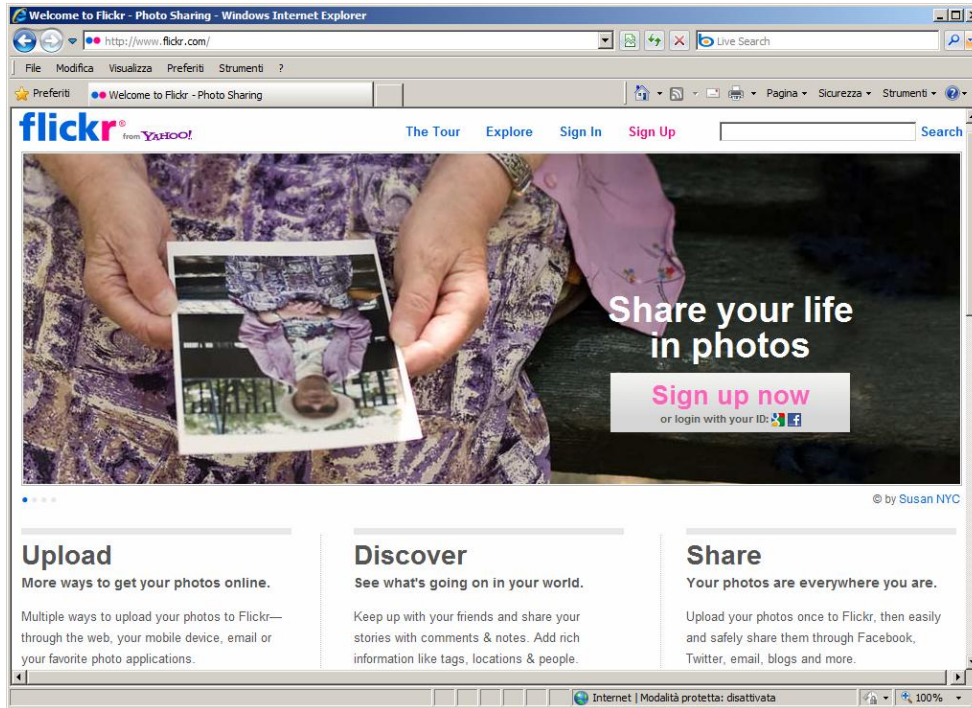 Welcome to Flickr - Photo Sharing - Windows Internet Explorer
http://www.flickr.com/
Live Search
File Modifica Visualizza Preferiti Strumenti ?
Preferiti Welcome to Flickr - Photo Sharing Pagina Sicurezza Strumenti
flickr® from YAHOO! The Tour Explore Sign In Sign Up Search
Share your life
in photos
Sign up now
or login with your ID:
© by Susan NYC
Upload
More ways to get your photos online.
Multiple ways to upload your photos to Flickr—
through the web, your mobile device, email or
your favorite photo applications.
Discover
See what's going on in your world.
Keep up with your friends and share your
stories with comments & notes. Add rich
information like tags, locations & people.
Share
Your photos are everywhere you are.
Upload your photos once to Flickr, then easily
and safely share them through Facebook,
Twitter, email, blogs and more.
Internet | Modalità protetta: disattivata 100%